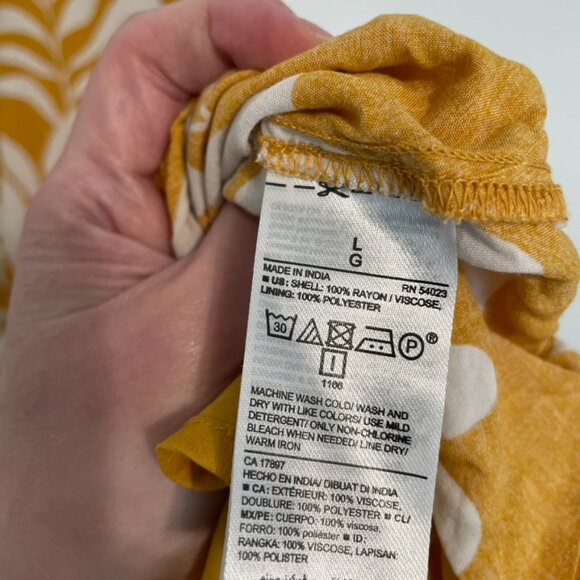 L
G
MADE IN INDIA RN 54023
■ US: SHELL: 100% RAYON / VISCOSE,
LINING: 100% POLYESTER
30 P ®
I
1166
MACHINE WASH COLD/ WASH AND
DRY WITH LIKE COLORS/ USE MILD
DETERGENT/ ONLY NON-CHLORINE
BLEACH WHEN NEEDED/ LINE DRY/
WARM IRON
CA 17897
HECHO EN INDIA/ DIBUAT DI INDIA
■ CA: EXTÉRIEUR: 100% VISCOSE,
DOUBLURE: 100% POLYESTER ■ CL/
MX/PE: CUERPO: 100% viscosa,
FORRO: 100% poliéster ■ ID:
RANGKA: 100% VISCOSE, LAPISAN:
100% POLISTER